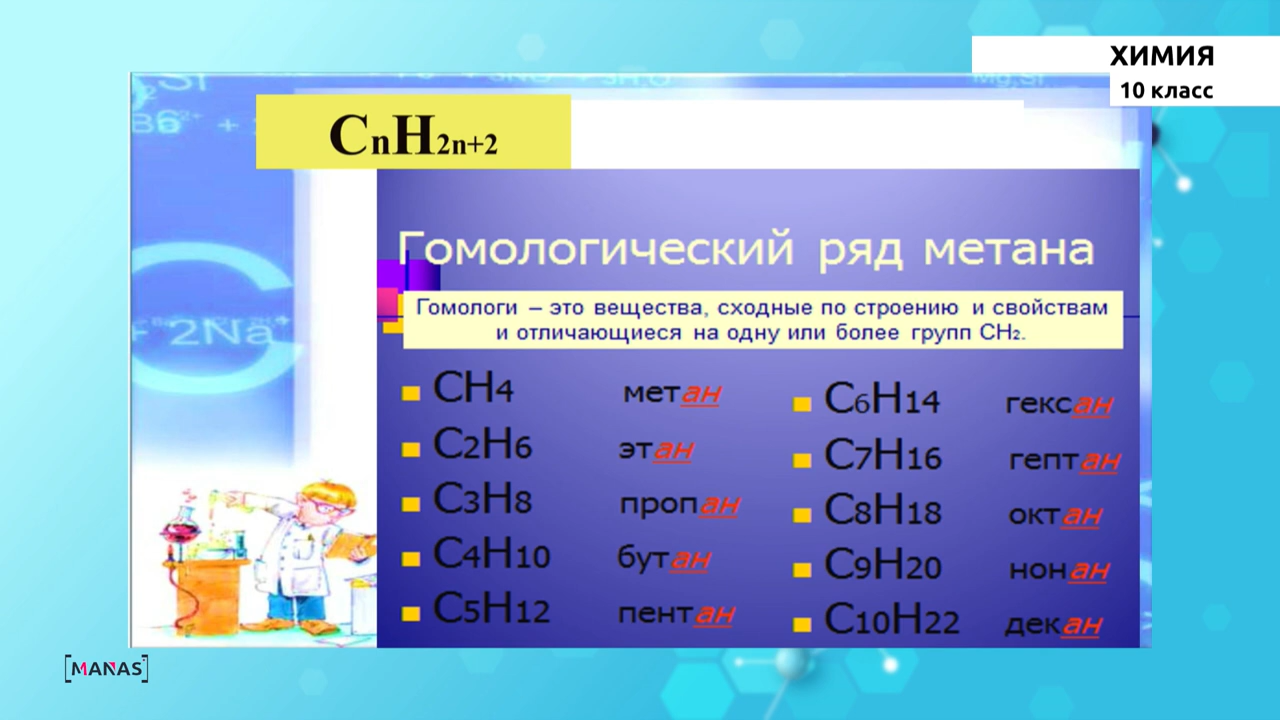 ХИМИЯ
10 класс
CnH2n+2
Гомологический ряд метана
Гомологи – это вещества, сходные по строению и свойствам
и отличающиеся на одну или более групп СН2.
CH4 метан
C2H6 этан
C3H8 пропан
C4H10 бутан
C5H12 пентан
C6H14 гексан
C7H16 гептан
C8H18 октан
C9H20 нонан
C10H22 декан
+ 2Na+
[MANAS]